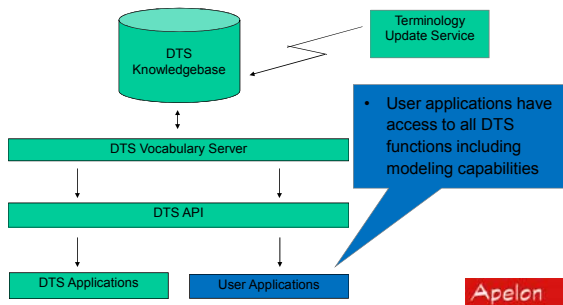 DTS
Knowledgebase
Terminology
Update Service
• User applications have
access to all DTS
functions including
modeling capabilities
DTS Vocabulary Server
DTS API
DTS Applications
User Applications
Apelon